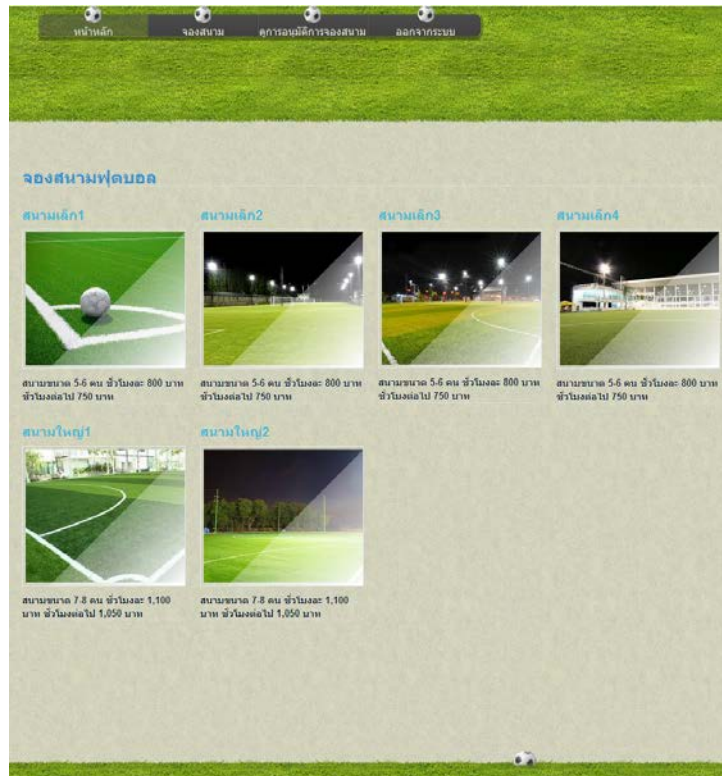 หน้าหลัก จองสนาม ดูการอนุมัติการจองสนาม ออกจากระบบ
จองสนามฟุตบอล
สนามเล็ก1
สนามขนาด 5-6 คน ชั่วโมงละ 800 บาท
ชั่วโมงต่อไป 750 บาท
สนามเล็ก2
สนามขนาด 5-6 คน ชั่วโมงละ 800 บาท
ชั่วโมงต่อไป 750 บาท
สนามเล็ก3
สนามขนาด 5-6 คน ชั่วโมงละ 800 บาท
ชั่วโมงต่อไป 750 บาท
สนามเล็ก4
สนามขนาด 5-6 คน ชั่วโมงละ 800 บาท
ชั่วโมงต่อไป 750 บาท
สนามใหญ่1
สนามขนาด 7-8 คน ชั่วโมงละ 1,100
บาท ชั่วโมงต่อไป 1,050 บาท
สนามใหญ่2
สนามขนาด 7-8 คน ชั่วโมงละ 1,100
บาท ชั่วโมงต่อไป 1,050 บาท